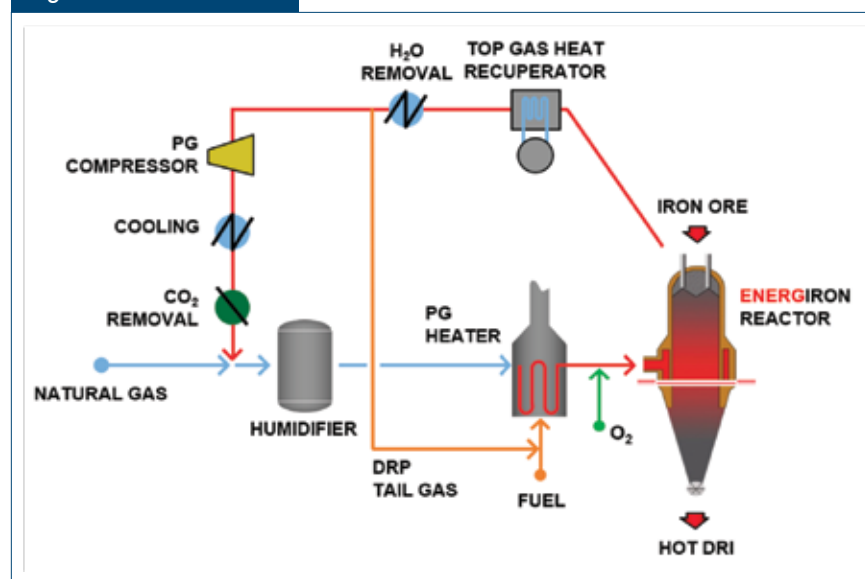 H₂O
REMOVAL
TOP GAS HEAT
RECUPERATOR
PG
COMPRESSOR
IRON ORE
COOLING
CO₂
REMOVAL
PG
HEATER
ENERGIRON
REACTOR
NATURAL GAS
HUMIDIFIER
O₂
DRP
TAIL GAS
FUEL
HOT DRI